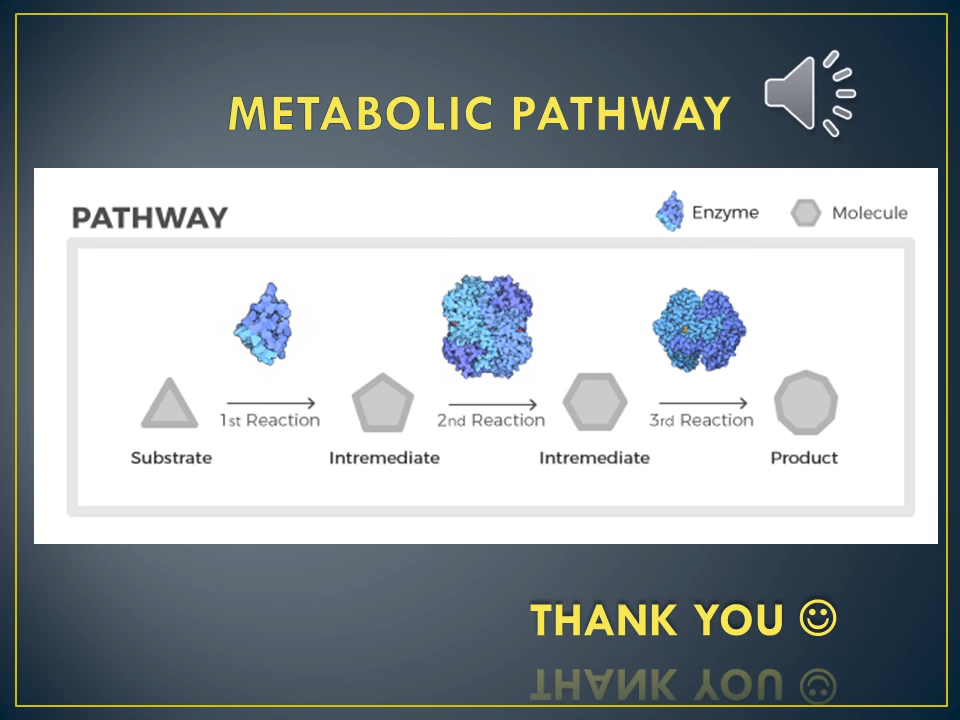 METABOLIC PATHWAY
PATHWAY
Enzyme
Molecule
1st Reaction
2nd Reaction
3rd Reaction
Substrate
Intremediate
Intremediate
Product
THANK YOU ☺